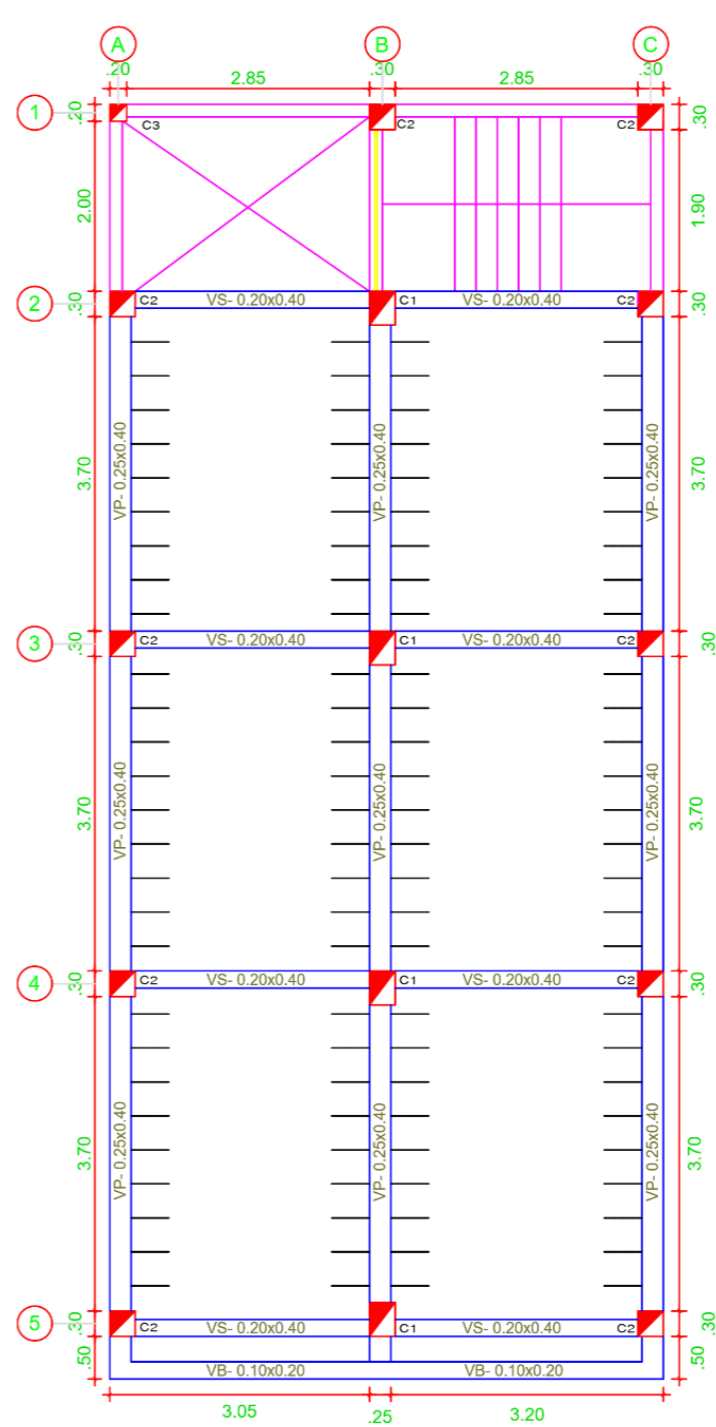 A B C
.20 2.85 .30 2.85 .30
1 .20 C3 C2 C2 .30
2.00 1.90
2 .30 C2 VS- 0.20x0.40 C1 VS- 0.20x0.40 C2 .30
3.70 VP- 0.25x0.40 VP- 0.25x0.40 VP- 0.25x0.40 3.70
3 .30 C2 VS- 0.20x0.40 C1 VS- 0.20x0.40 C2 .30
3.70 VP- 0.25x0.40 VP- 0.25x0.40 VP- 0.25x0.40 3.70
4 .30 C2 VS- 0.20x0.40 C1 VS- 0.20x0.40 C2 .30
3.70 VP- 0.25x0.40 VP- 0.25x0.40 VP- 0.25x0.40 3.70
5 .30 C2 VS- 0.20x0.40 C1 VS- 0.20x0.40 C2 .30
.50 VB- 0.10x0.20 VB- 0.10x0.20 .50
3.05 .25 3.20